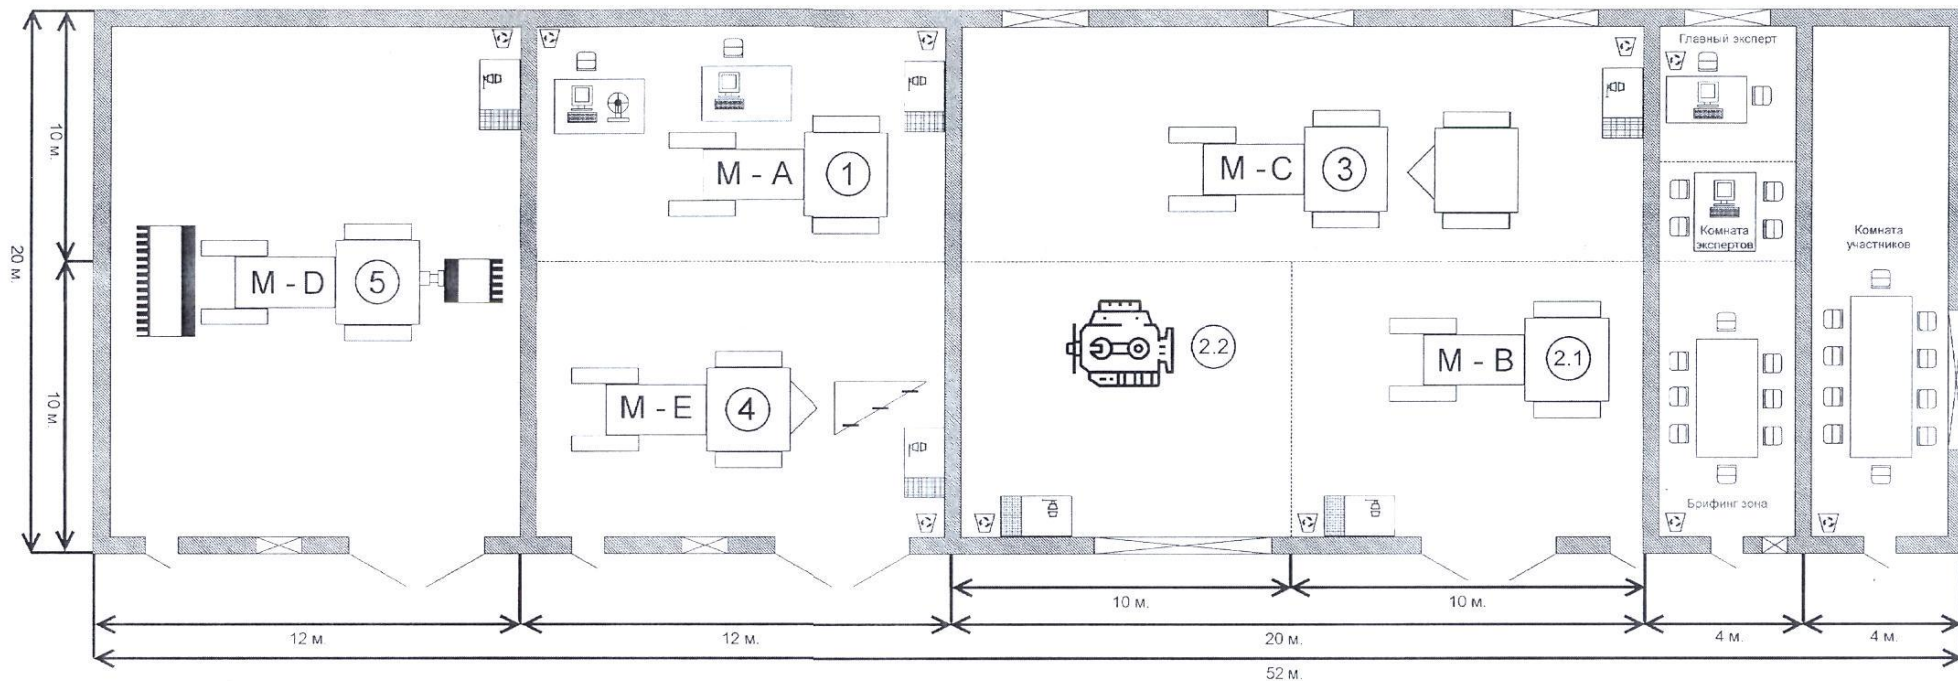 Главный эксперт
10 м.
M - A
1
M - C
3
Комната
экспертов
Комната
участников
20 м.
M - D
5
2.2
M - B
2.1
10 м.
M - E
4
Брифинг зона
10 м.
10 м.
12 м.
12 м.
20 м.
4 м.
4 м.
52 м.